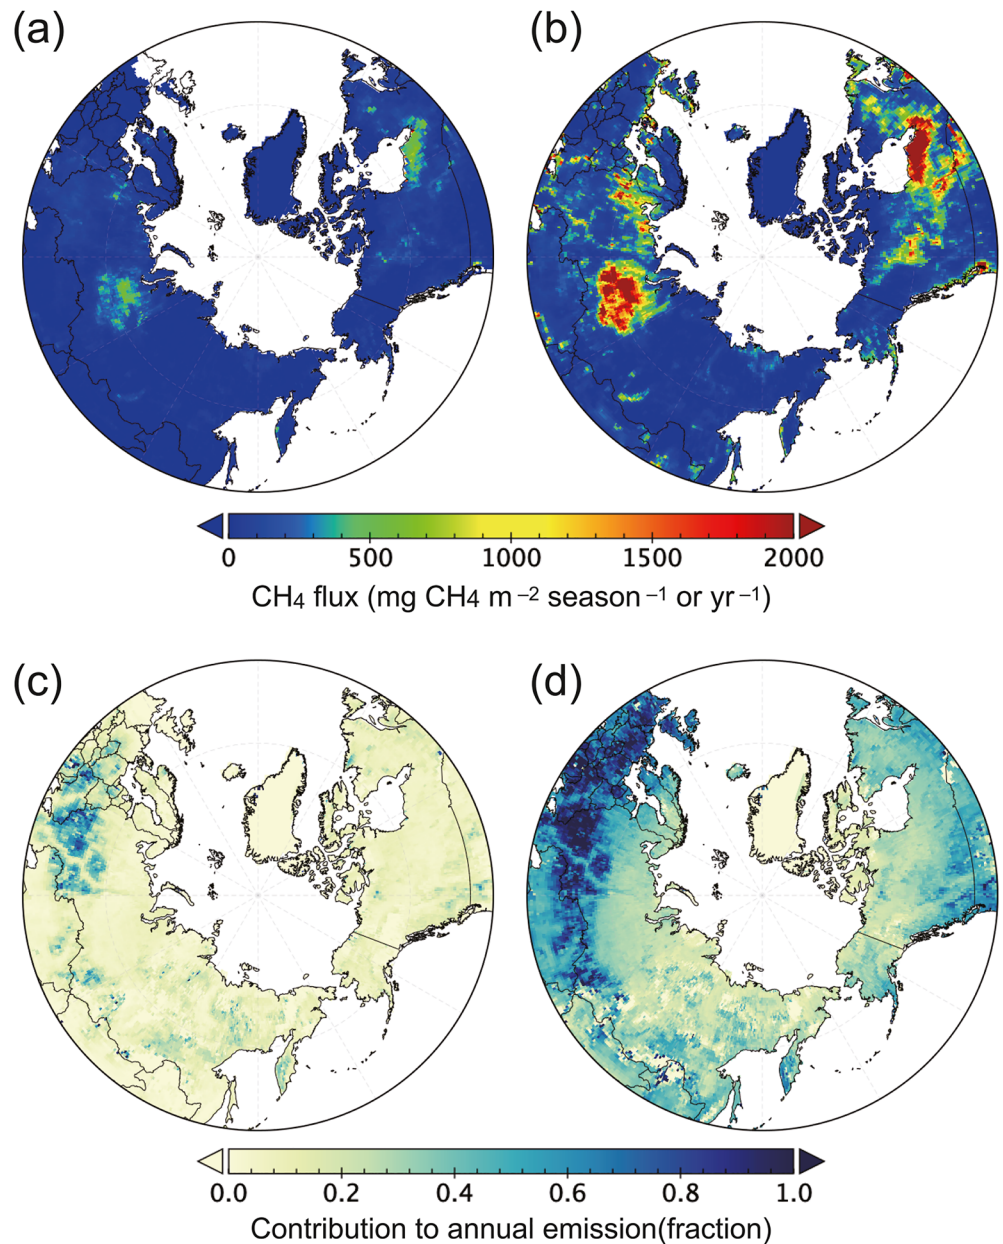 (a) (b)
0 500 1000 1500 2000
CH₄ flux (mg CH₄ m⁻² season⁻¹ or yr⁻¹)
(c) (d)
0.0 0.2 0.4 0.6 0.8 1.0
Contribution to annual emission(fraction)